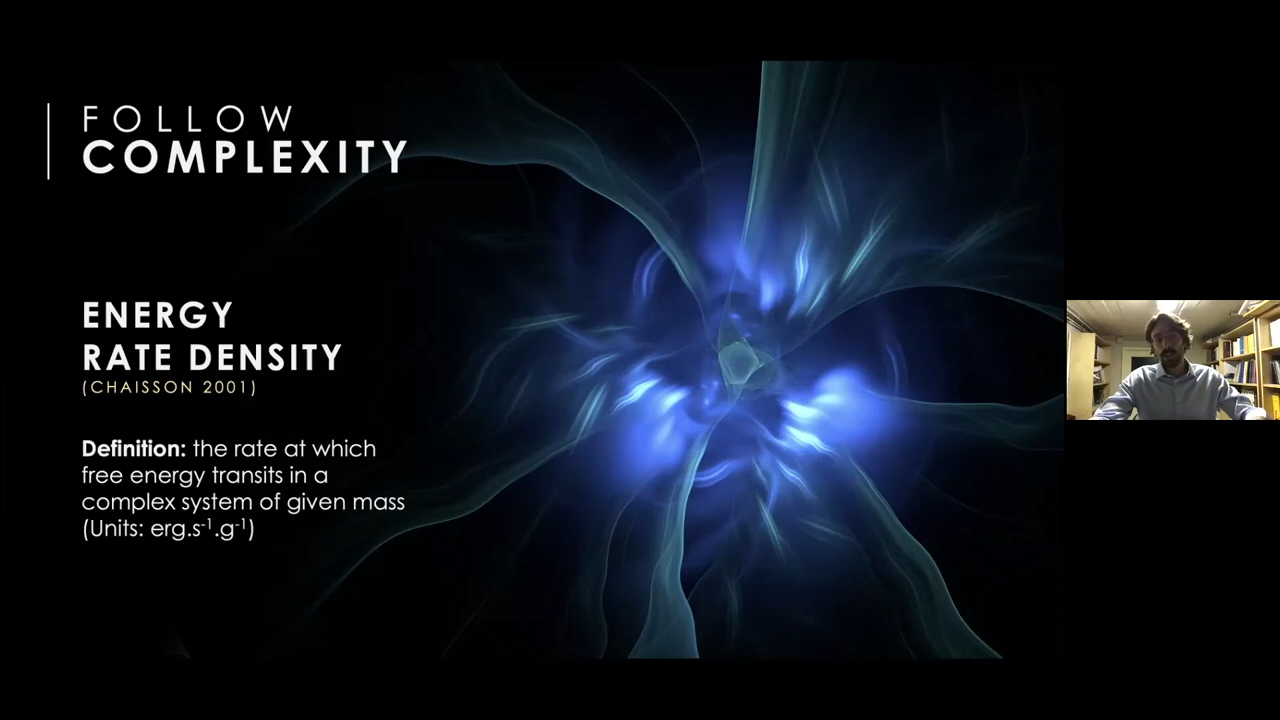 FOLLOW
COMPLEXITY
ENERGY
RATE DENSITY
(CHAISSON 2001)
Definition: the rate at which
free energy transits in a
complex system of given mass
(Units: erg.s⁻¹.g⁻¹)